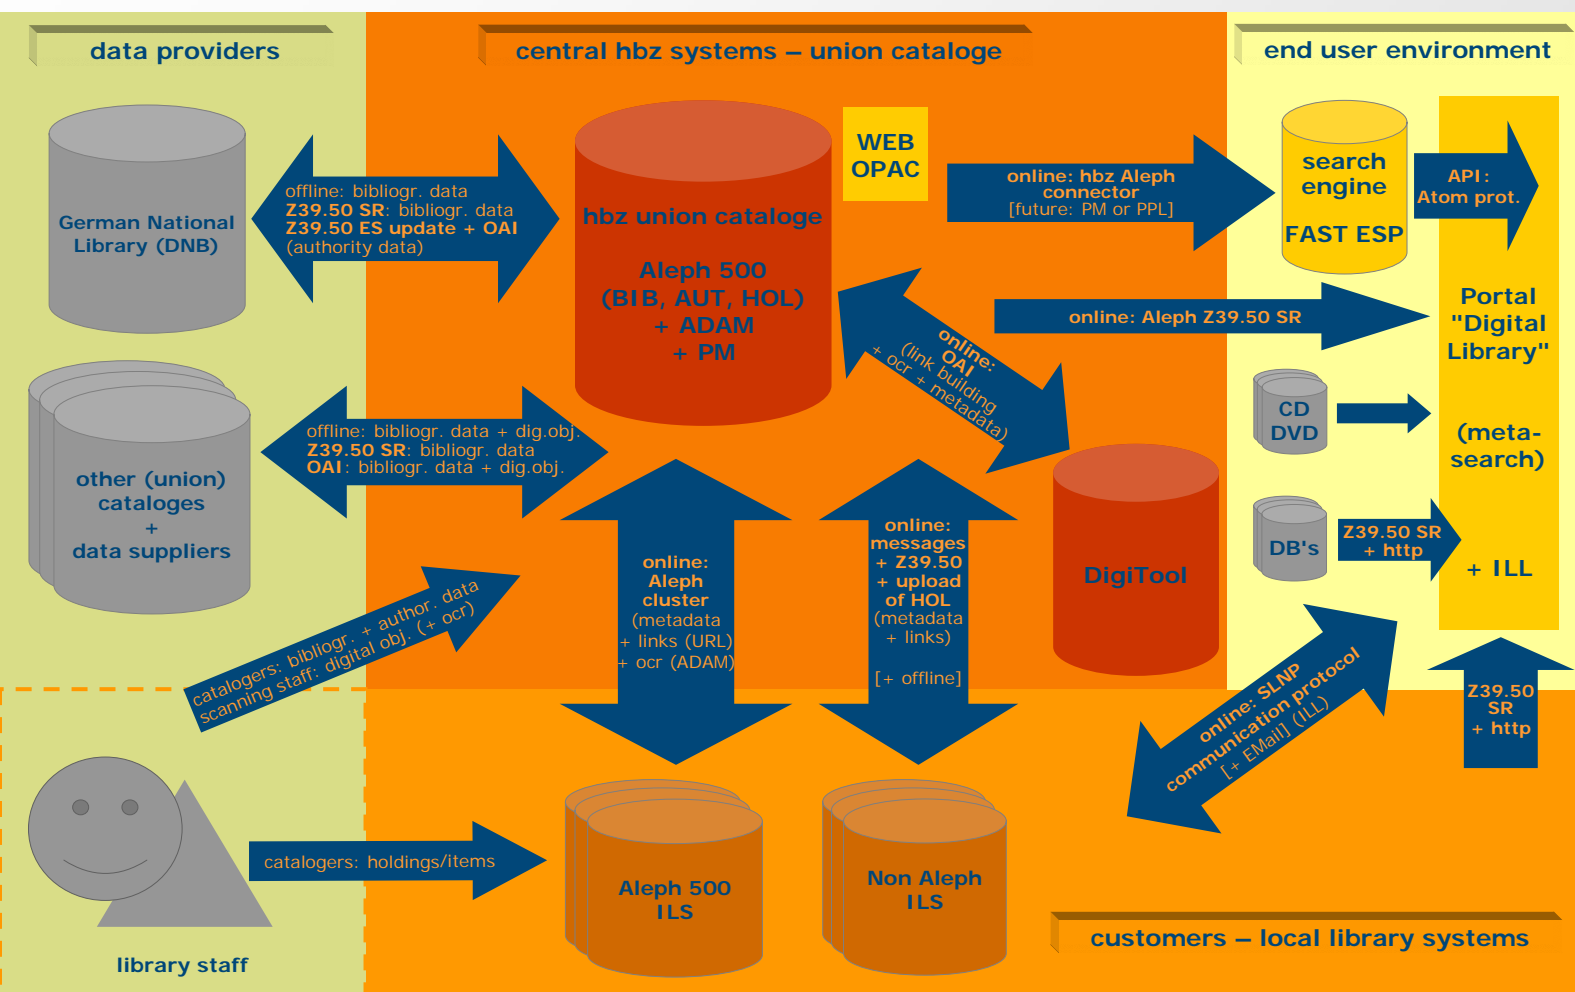 data providers
central hbz systems – union cataloge
end user environment
German National
Library (DNB)
offline: bibliogr. data
Z39.50 SR: bibliogr. data
Z39.50 ES update + OAI
(authority data)
hbz union cataloge
Aleph 500
(BIB, AUT, HOL)
+ ADAM
+ PM
WEB
OPAC
online: hbz Aleph
connector
[future: PM or PPL]
search
engine
FAST ESP
API:
Atom prot.
Portal
"Digital
Library"
(meta-
search)
+ ILL
online: Aleph Z39.50 SR
online:
OAI
(link building
+ ocr + metadata)
CD
DVD
DB's
Z39.50 SR
+ http
other (union)
cataloges
+
data suppliers
offline: bibliogr. data + dig.obj.
Z39.50 SR: bibliogr. data
OAI: bibliogr. data + dig.obj.
catalogers: bibliogr. + author. data
scanning staff: digital obj. (+ ocr)
online:
Aleph
cluster
(metadata
+ links (URL)
+ ocr (ADAM)
online:
messages
+ Z39.50
+ upload
of HOL
(metadata
+ links)
[+ offline]
DigiTool
online: SLNP
communication protocol
[+ EMail] (ILL)
Z39.50
SR
+ http
catalogers: holdings/items
Aleph 500
ILS
Non Aleph
ILS
library staff
customers – local library systems